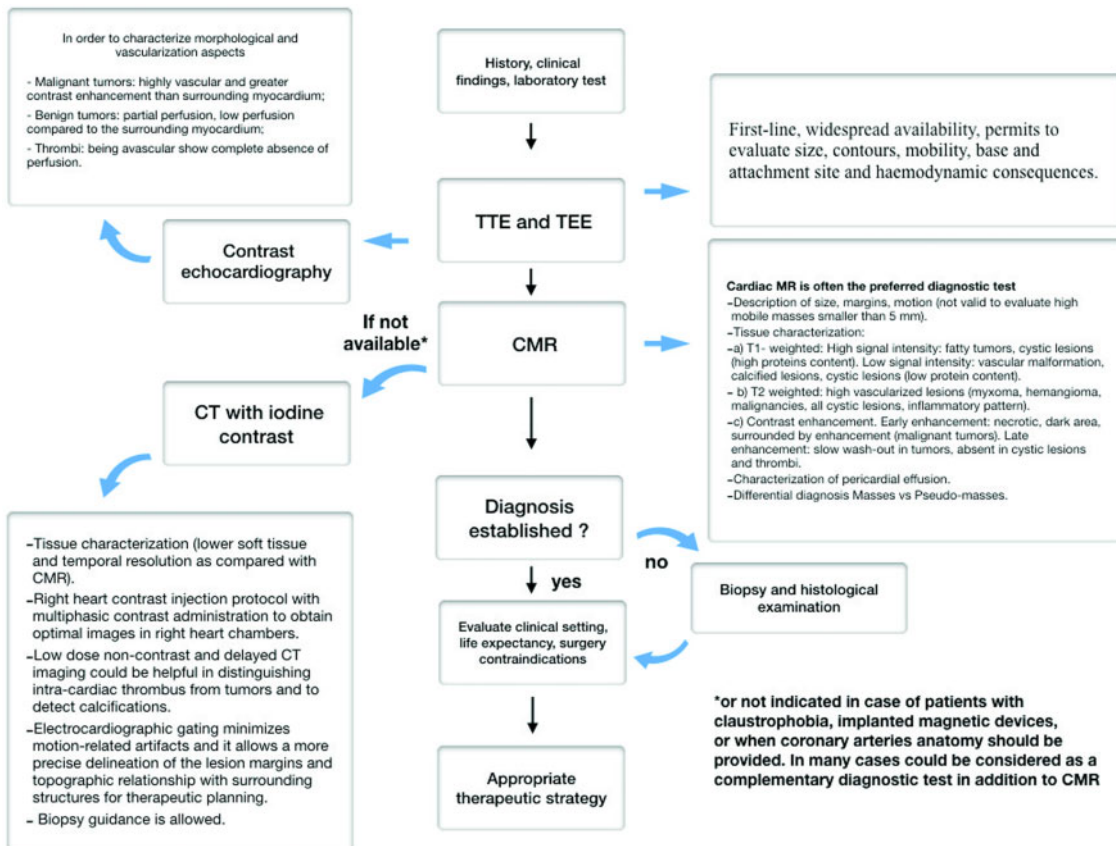 In order to characterize morphological and
vascularization aspects
- Malignant tumors: highly vascular and greater
contrast enhancement than surrounding myocardium;
- Benign tumors: partial perfusion, low perfusion
compared to the surrounding myocardium;
- Thrombi: being avascular show complete absence of
perfusion.
History, clinical
findings, laboratory test
First-line, widespread availability, permits to
evaluate size, contours, mobility, base and
attachment site and haemodynamic consequences.
TTE and TEE
Contrast
echocardiography
If not
available*
CMR
Cardiac MR is often the preferred diagnostic test
-Description of size, margins, motion (not valid to evaluate high
mobile masses smaller than 5 mm).
-Tissue characterization:
-a) T1- weighted: High signal intensity: fatty tumors, cystic lesions
(high proteins content). Low signal intensity: vascular malformation,
calcified lesions, cystic lesions (low protein content).
- b) T2 weighted: high vascularized lesions (myxoma, hemangioma,
malignancies, all cystic lesions, inflammatory pattern).
-c) Contrast enhancement. Early enhancement: necrotic, dark area,
surrounded by enhancement (malignant tumors). Late
enhancement: slow wash-out in tumors, absent in cystic lesions
and thrombi.
-Characterization of pericardial effusion.
-Differential diagnosis Masses vs Pseudo-masses.
CT with iodine
contrast
Diagnosis
established ?
no
yes
Biopsy and histological
examination
-Tissue characterization (lower soft tissue
and temporal resolution as compared with
CMR).
-Right heart contrast injection protocol with
multiphasic contrast administration to obtain
optimal images in right heart chambers.
-Low dose non-contrast and delayed CT
imaging could be helpful in distinguishing
intra-cardiac thrombus from tumors and to
detect calcifications.
-Electrocardiographic gating minimizes
motion-related artifacts and it allows a more
precise delineation of the lesion margins and
topographic relationship with surrounding
structures for therapeutic planning.
- Biopsy guidance is allowed.
Evaluate clinical setting,
life expectancy, surgery
contraindications
Appropriate
therapeutic strategy
*or not indicated in case of patients with
claustrophobia, implanted magnetic devices,
or when coronary arteries anatomy should be
provided. In many cases could be considered as a
complementary diagnostic test in addition to CMR